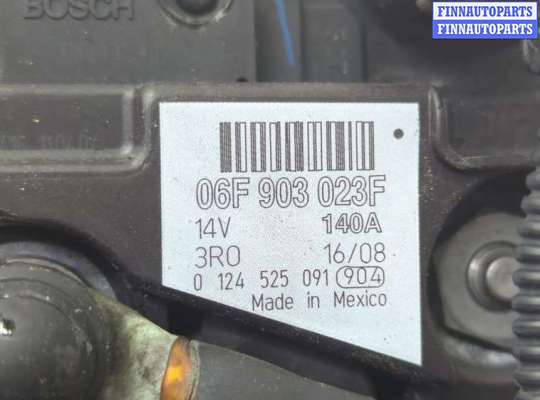 BOSCH
FINNAUTOPARTS
FINNAUTOPARTS
06F 903 023F
14V 140A
3RO 16/08
0 124 525 091 904
Made in Mexico